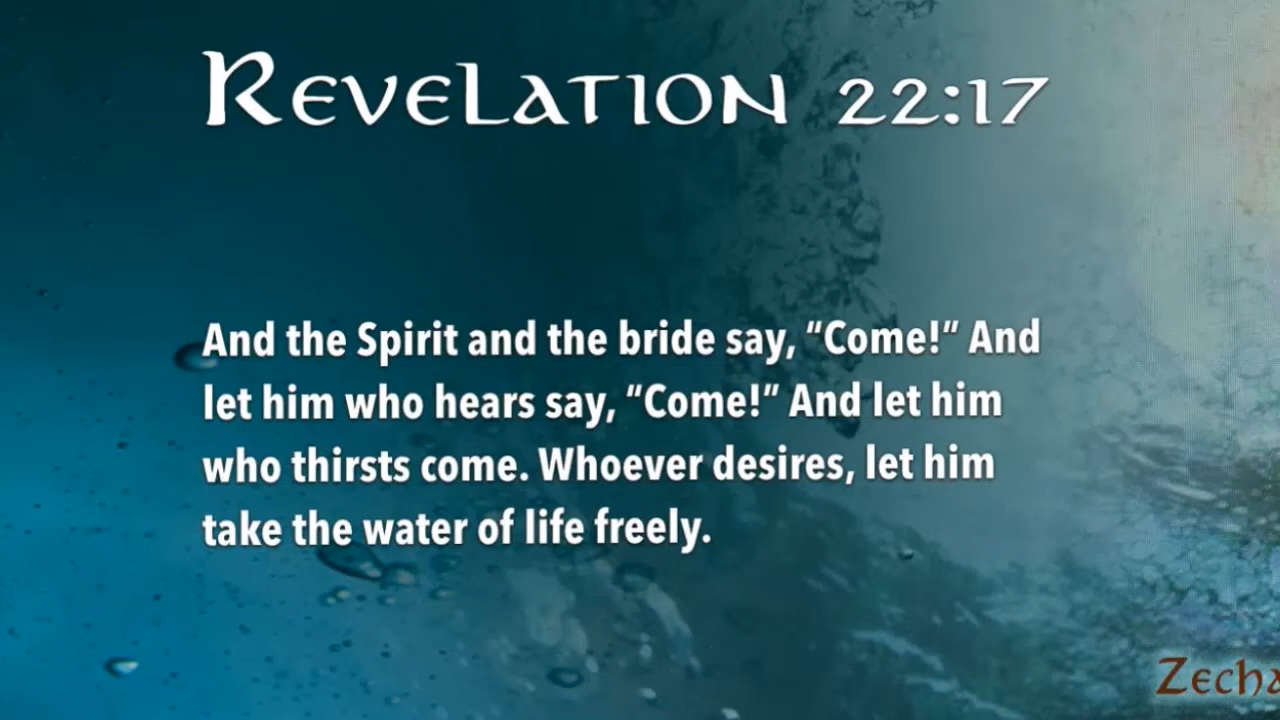 Revelation 22:17
And the Spirit and the bride say, “Come!“ And
let him who hears say, “Come!“ And let him
who thirsts come. Whoever desires, let him
take the water of life freely.